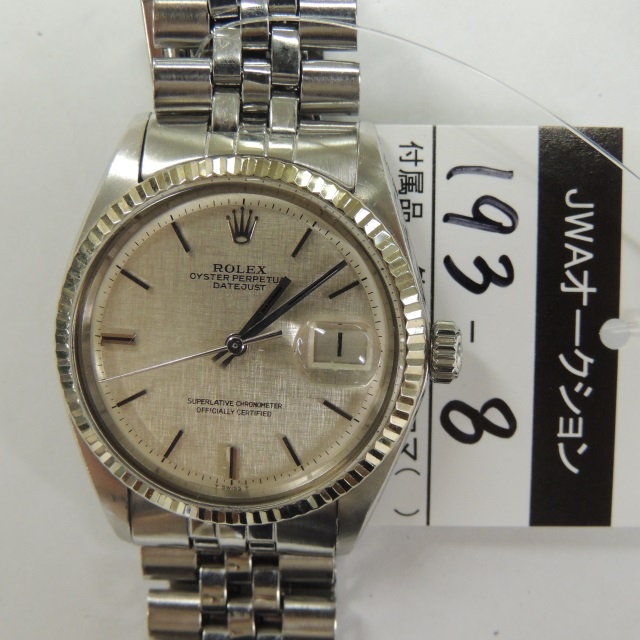 ROLEX
OYSTER PERPETUAL
DATEJUST
1
SUPERLATIVE CHRONOMETER
OFFICIALLY CERTIFIED
JWAオークション
193-8
付属品